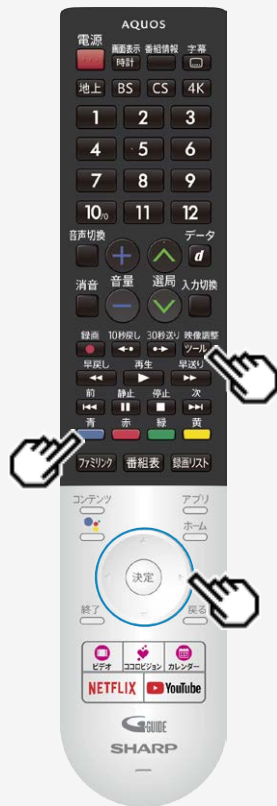 AQUOS
電源 画面表示 番組情報 字幕
時計
地上 BS CS 4K
1 2 3
4 5 6
7 8 9
10/0 11 12
音声切換 データ
d
消音 音量 選局 入力切換
録画 10秒戻し 30秒送り 映像調整
ツール
早戻し 再生 早送り
前 静止 停止 次
青 赤 緑 黄
ファミリンク 番組表 録画リスト
コンテンツ アプリ
ホーム
決定
終了 戻る
ビデオ ココロビジョン カレンダー
NETFLIX YouTube
G-GUIDE
SHARP